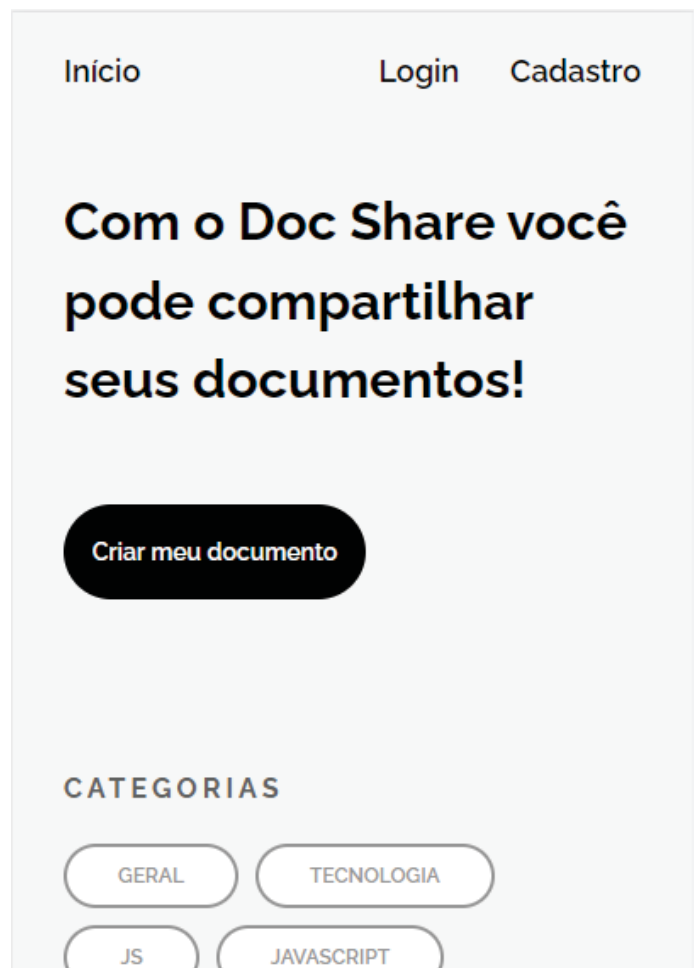 Início Login Cadastro
Com o Doc Share você
pode compartilhar
seus documentos!
Criar meu documento
CATEGORIAS
GERAL TECNOLOGIA
JS JAVASCRIPT